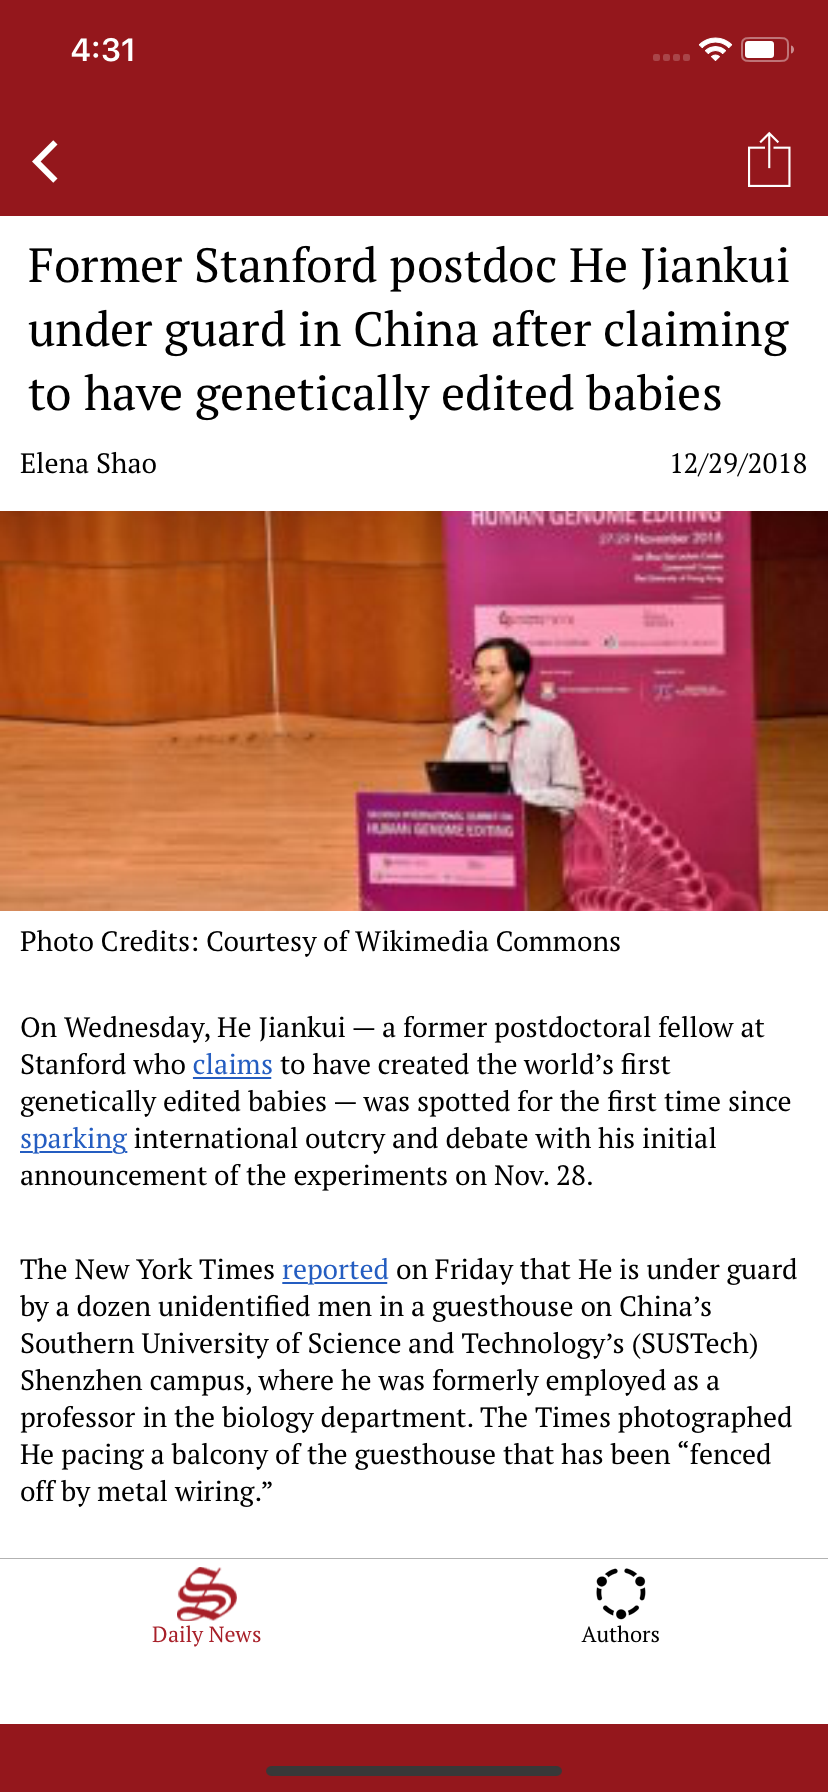 4:31
Former Stanford postdoc He Jiankui
under guard in China after claiming
to have genetically edited babies
Elena Shao
12/29/2018
HUMAN GENOME EDITING
27-29 November 2018
HUMAN GENOME EDITING
Photo Credits: Courtesy of Wikimedia Commons
On Wednesday, He Jiankui — a former postdoctoral fellow at
Stanford who claims to have created the world’s first
genetically edited babies — was spotted for the first time since
sparking international outcry and debate with his initial
announcement of the experiments on Nov. 28.
The New York Times reported on Friday that He is under guard
by a dozen unidentified men in a guesthouse on China’s
Southern University of Science and Technology’s (SUSTech)
Shenzhen campus, where he was formerly employed as a
professor in the biology department. The Times photographed
He pacing a balcony of the guesthouse that has been “fenced
off by metal wiring.”
Daily News
Authors